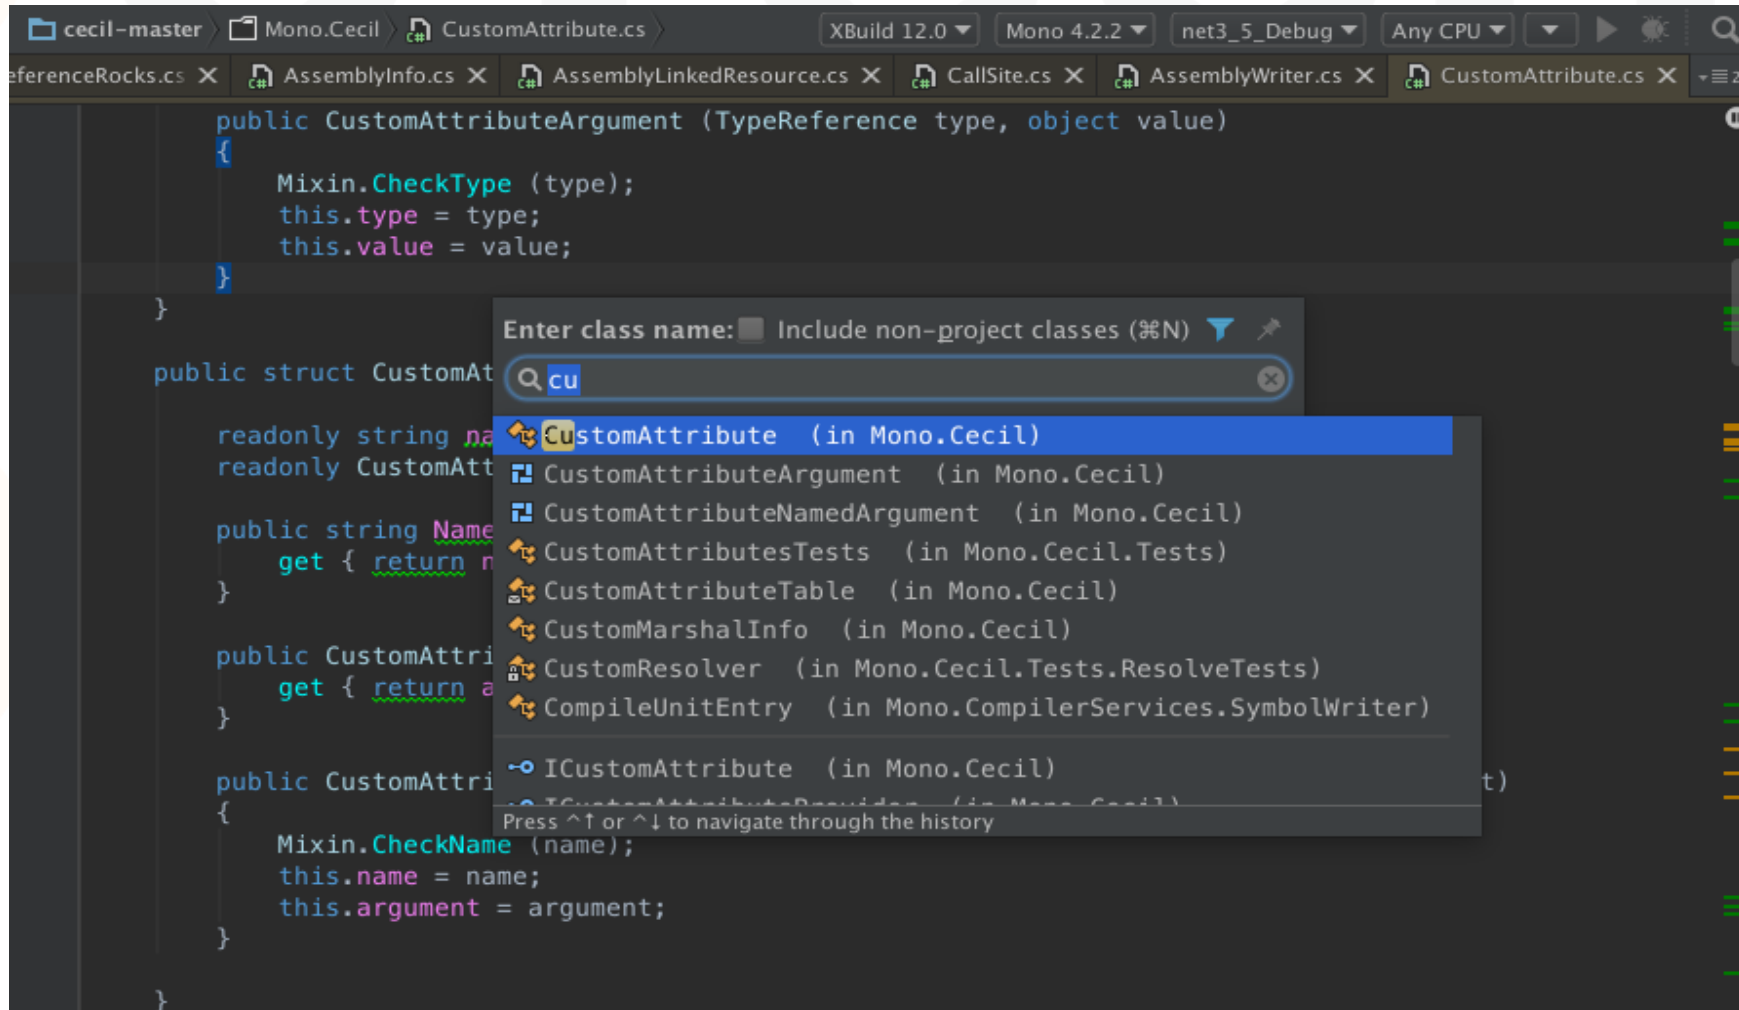 cecil-master Mono.Cecil CustomAttribute.cs XBuild 12.0 Mono 4.2.2 net3_5_Debug Any CPU
eferenceRocks.cs AssemblyInfo.cs AssemblyLinkedResource.cs CallSite.cs AssemblyWriter.cs CustomAttribute.cs
public CustomAttributeArgument (TypeReference type, object value)
{
Mixin.CheckType (type);
this.type = type;
this.value = value;
}
}
public struct CustomAt
readonly string na
readonly CustomAtt
public string Name
get { return n
}
public CustomAttri
get { return a
}
public CustomAttri t)
{
Mixin.CheckName (name);
this.name = name;
this.argument = argument;
}
}
Enter class name: Include non-project classes (⌘N)
cu
CustomAttribute (in Mono.Cecil)
CustomAttributeArgument (in Mono.Cecil)
CustomAttributeNamedArgument (in Mono.Cecil)
CustomAttributesTests (in Mono.Cecil.Tests)
CustomAttributeTable (in Mono.Cecil)
CustomMarshalInfo (in Mono.Cecil)
CustomResolver (in Mono.Cecil.Tests.ResolveTests)
CompileUnitEntry (in Mono.CompilerServices.SymbolWriter)
ICustomAttribute (in Mono.Cecil)
ICustomAttributeProvider (in Mono.Cecil)
Press ^↑ or ^↓ to navigate through the history